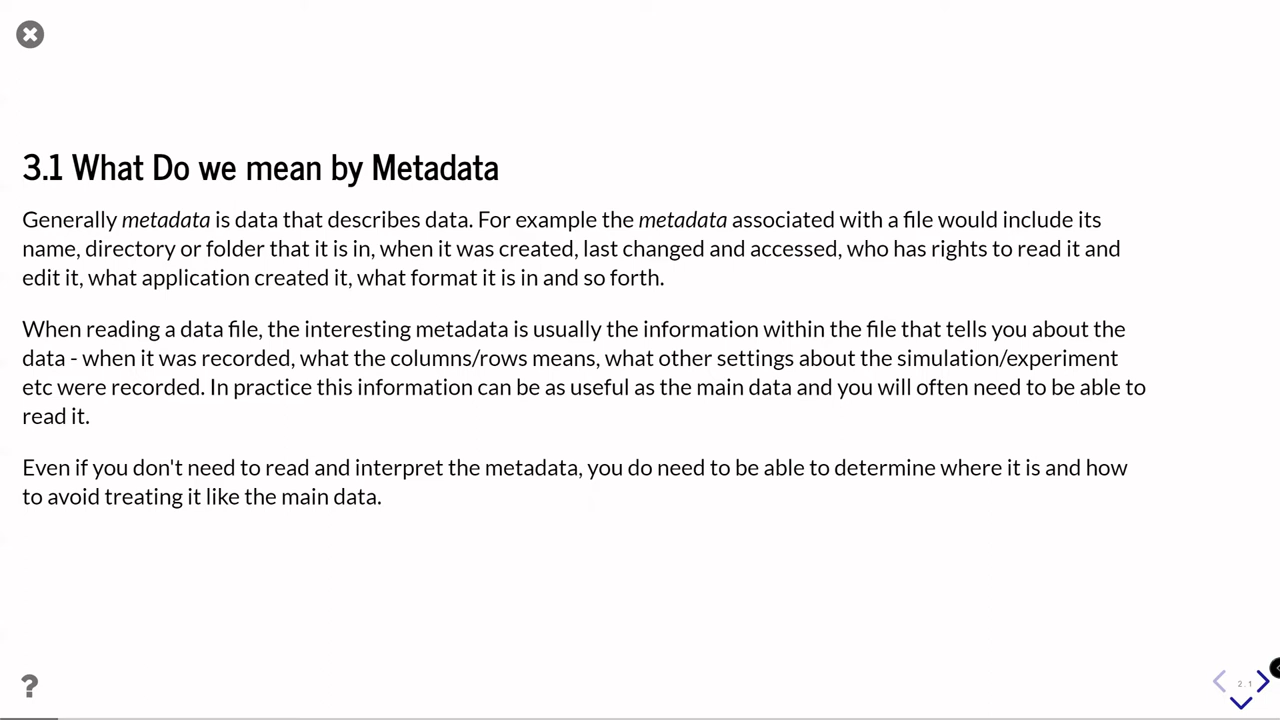 3.1 What Do we mean by Metadata
Generally metadata is data that describes data. For example the metadata associated with a file would include its
name, directory or folder that it is in, when it was created, last changed and accessed, who has rights to read it and
edit it, what application created it, what format it is in and so forth.
When reading a data file, the interesting metadata is usually the information within the file that tells you about the
data - when it was recorded, what the columns/rows means, what other settings about the simulation/experiment
etc were recorded. In practice this information can be as useful as the main data and you will often need to be able to
read it.
Even if you don't need to read and interpret the metadata, you do need to be able to determine where it is and how
to avoid treating it like the main data.
?
2.1